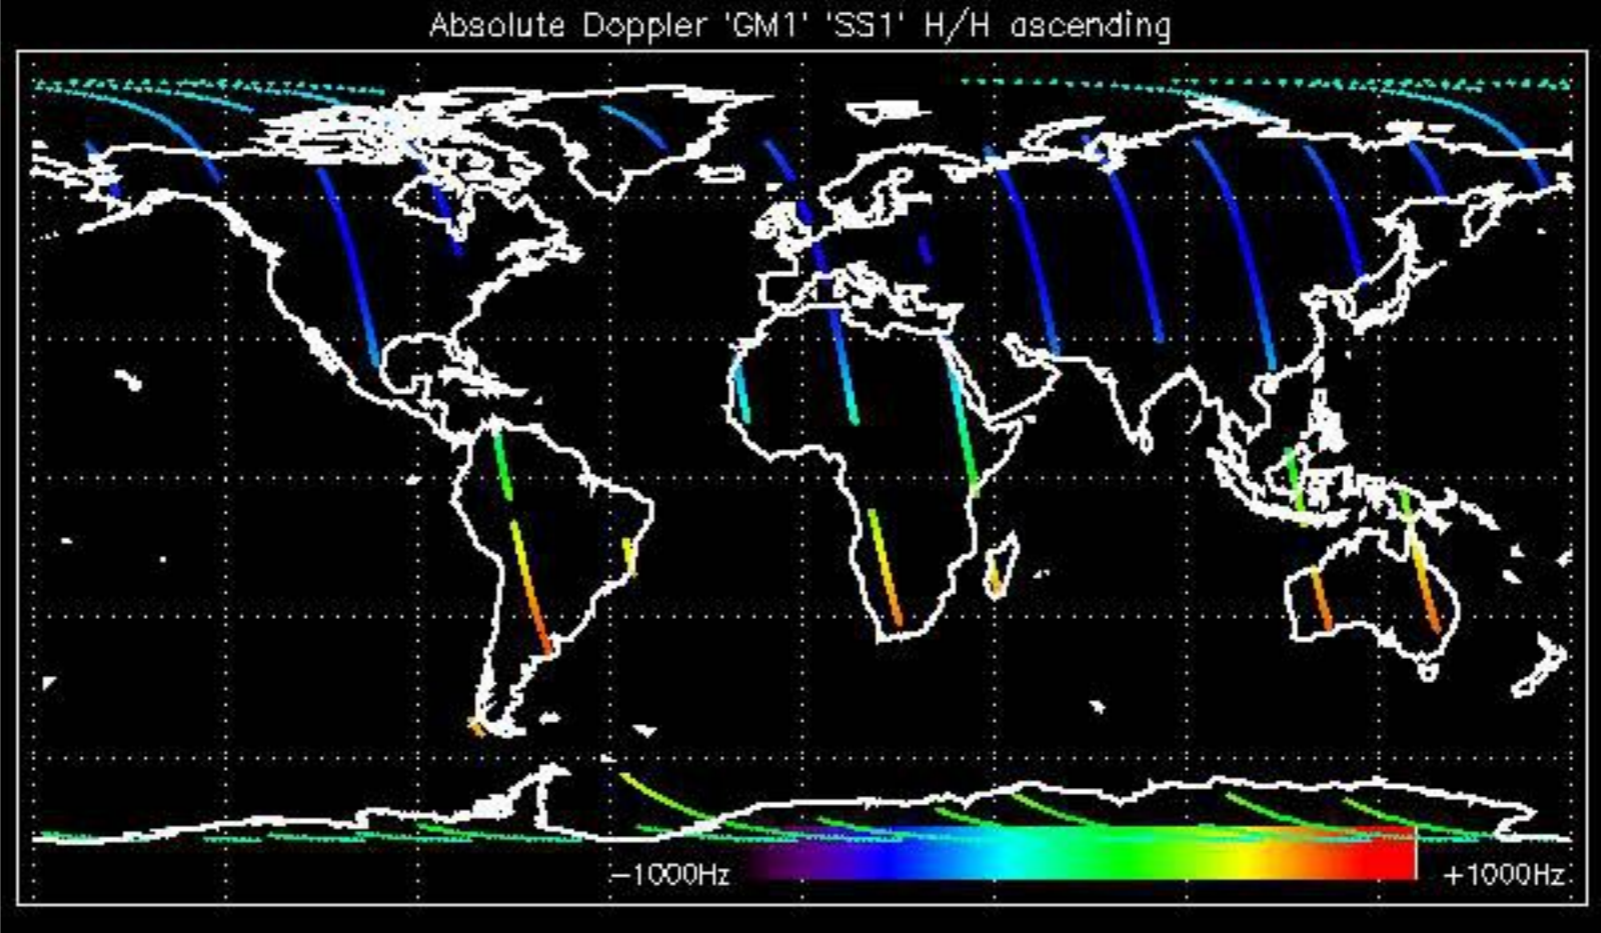 Absolute Doppler 'GM1' 'SS1' H/H ascending
−1000Hz +1000Hz